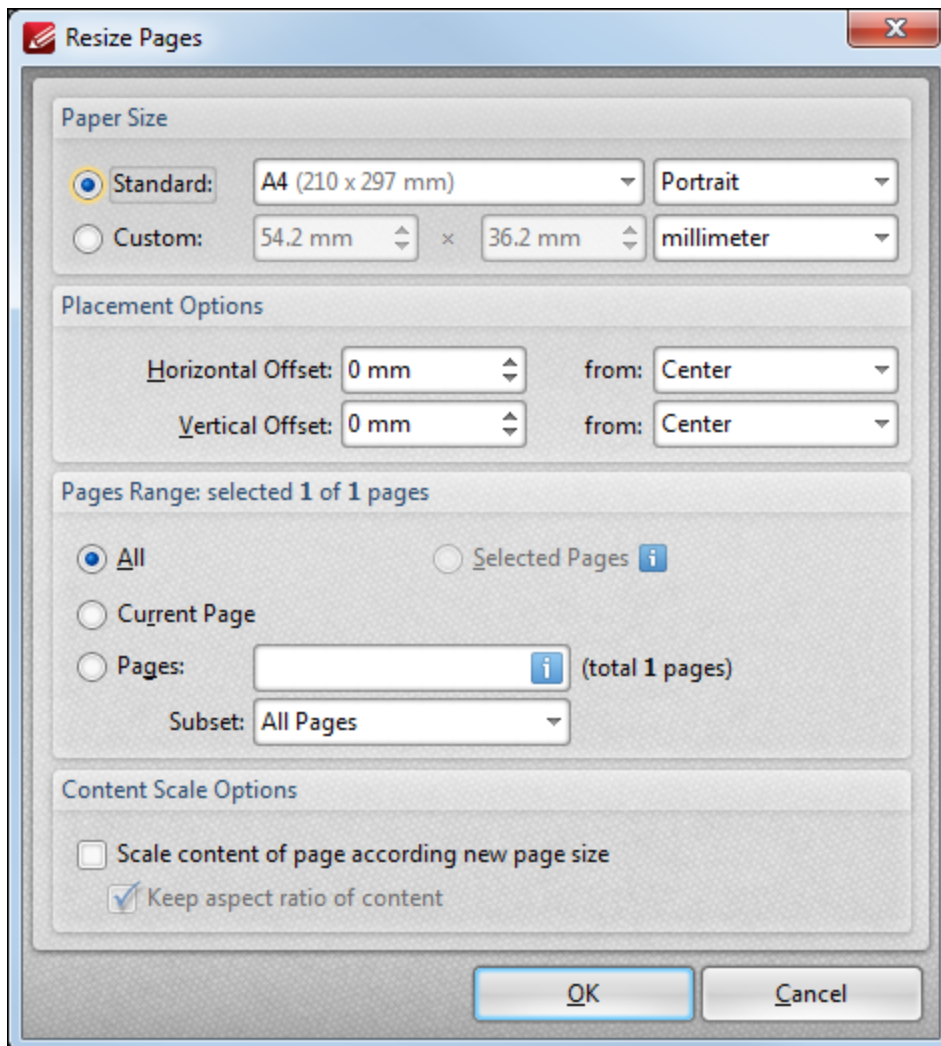 Resize Pages
Paper Size
Standard: A4 (210 x 297 mm) Portrait
Custom: 54.2 mm × 36.2 mm millimeter
Placement Options
Horizontal Offset: 0 mm from: Center
Vertical Offset: 0 mm from: Center
Pages Range: selected 1 of 1 pages
All Selected Pages i
Current Page
Pages: i (total 1 pages)
Subset: All Pages
Content Scale Options
Scale content of page according new page size
Keep aspect ratio of content
OK Cancel